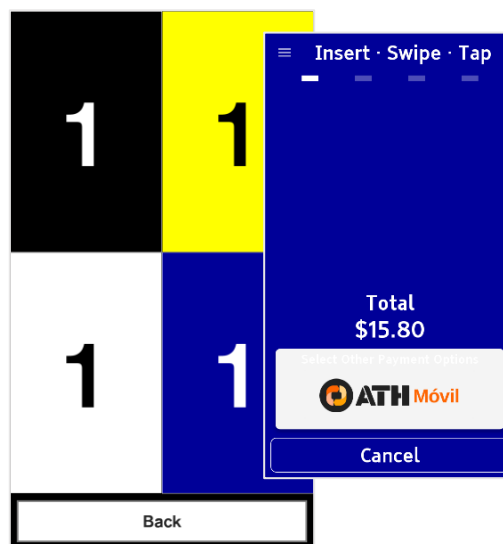 1
1
1
1
Back
Insert · Swipe · Tap
Total
$15.80
Select Other Payment Options
ATH Móvil
Cancel